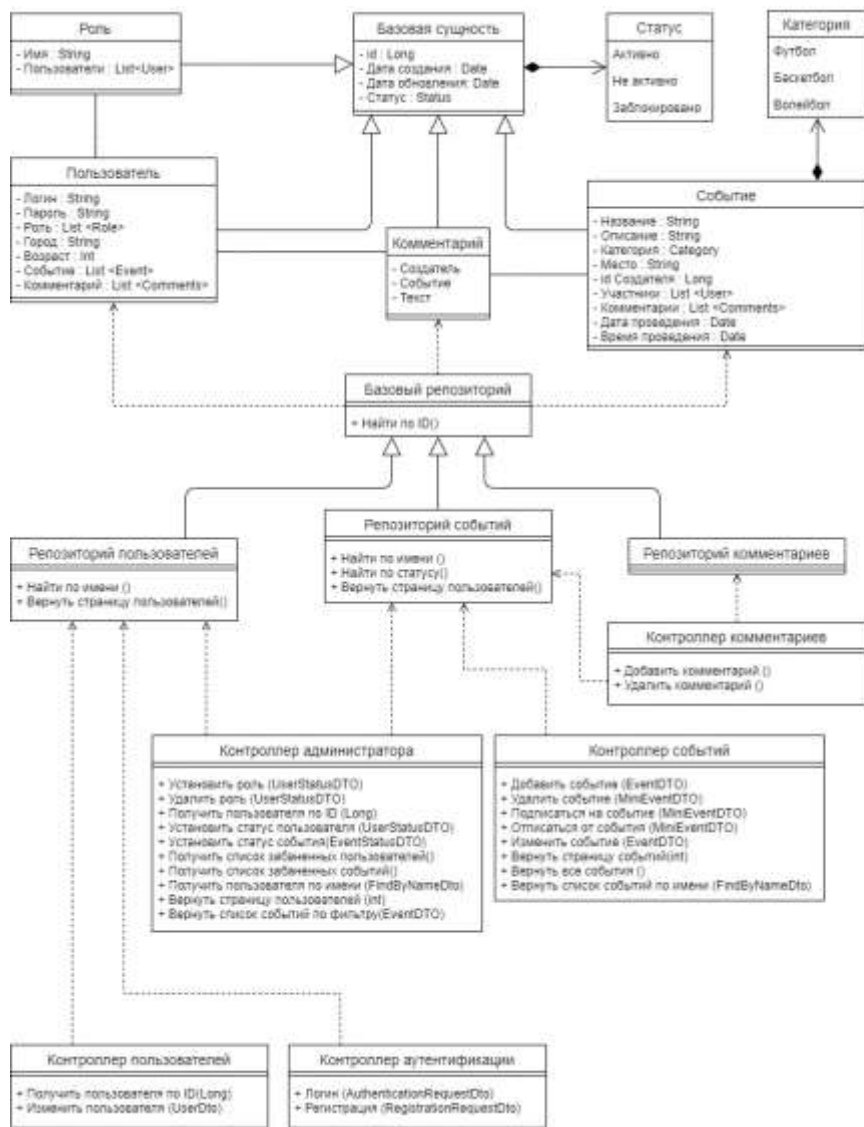 Роль
- Имя : String
- Пользователи : List<User>
Базовая сущность
- id : Long
- Дата создания : Date
- Дата обновления: Date
- Статус : Status
Статус
Активно
Не активно
Заблокировано
Категория
Футбол
Баскетбол
Волейбол
Пользователь
- Логин : String
- Пароль : String
- Роль : List <Role>
- Город : String
- Возраст : Int
- Событие : List <Event>
- Комментарий : List <Comments>
Комментарий
- Создатель
- Событие
- Текст
Событие
- Название : String
- Описание : String
- Категория : Category
- Место : String
- id Создателя : Long
- Участники : List <User>
- Комментарии : List <Comments>
- Дата проведения : Date
- Время проведения : Date
Базовый репозиторий
+ Найти по ID()
Репозиторий пользователей
+ Найти по имени ()
+ Вернуть страницу пользователей()
Репозиторий событий
+ Найти по имени ()
+ Найти по статусу()
+ Вернуть страницу пользователей()
Репозиторий комментариев
Контроллер комментариев
+ Добавить комментарий ()
+ Удалить комментарий ()
Контроллер администратора
+ Установить роль (UserStatusDTO)
+ Удалить роль (UserStatusDTO)
+ Получить пользователя по ID (Long)
+ Установить статус пользователя (UserStatusDTO)
+ Установить статус события(EventStatusDTO)
+ Получить список забаненных пользователей()
+ Получить список забаненных событий()
+ Получить пользователя по имени (FindByNameDto)
+ Вернуть страницу пользователей (int)
+ Вернуть список событий по фильтру(EventDTO)
Контроллер событий
+ Добавить событие (EventDTO)
+ Удалить событие (MiniEventDTO)
+ Подписаться на событие (MiniEventDTO)
+ Отписаться от события (MiniEventDTO)
+ Изменить событие (EventDTO)
+ Вернуть страницу событий(int)
+ Вернуть все события ()
+ Вернуть список событий по имени (FindByNameDto)
Контроллер пользователей
+ Получить пользователя по ID(Long)
+ Изменить пользователя (UserDto)
Контроллер аутентификации
+ Логин (AuthenticationRequestDto)
+ Регистрация (RegistrationRequestDto)